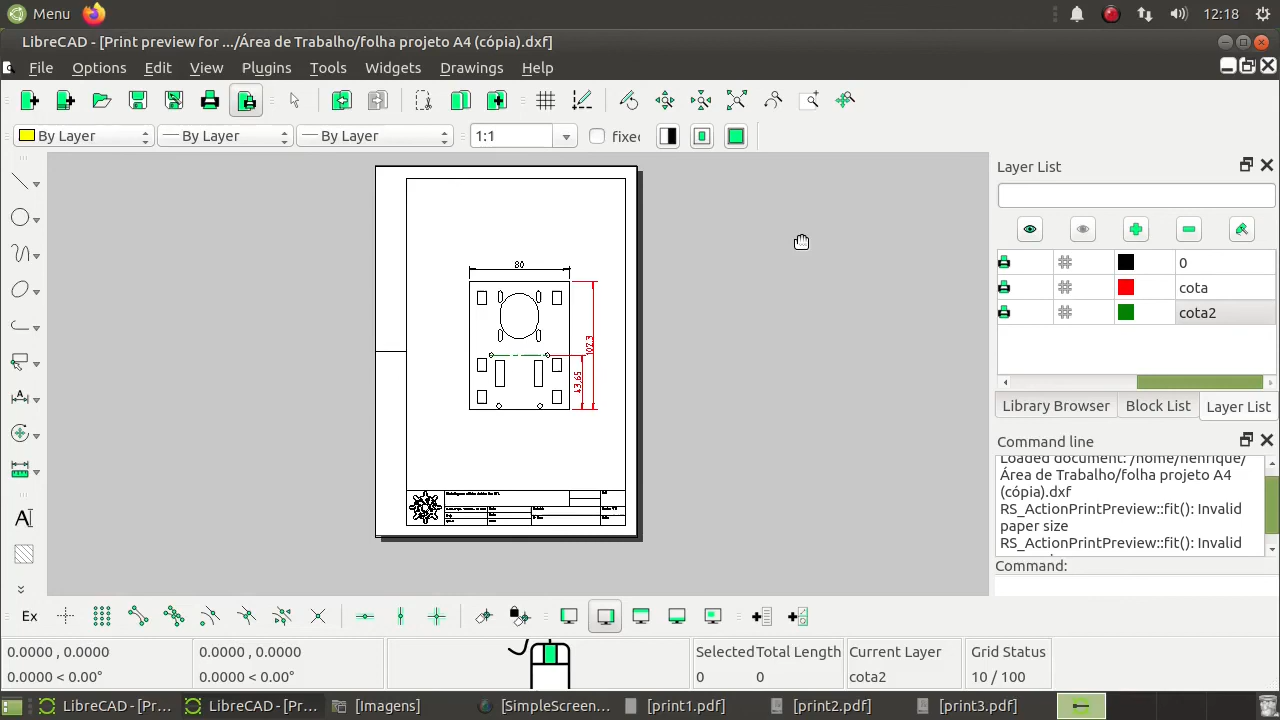 Menu
12:18
LibreCAD - [Print preview for .../Área de Trabalho/folha projeto A4 (cópia).dxf]
File Options Edit View Plugins Tools Widgets Drawings Help
By Layer By Layer By Layer 1:1 fixed
Layer List
0
cota
cota2
Library Browser Block List Layer List
Command line
Loaded document: /home/henrique/
Área de Trabalho/folha projeto A4
(cópia).dxf
RS_ActionPrintPreview::fit(): Invalid
paper size
RS_ActionPrintPreview::fit(): Invalid
Command:
80
107.3
43.65
A
Ex
0.0000 , 0.0000 0.0000 , 0.0000 Selected Total Length Current Layer Grid Status
0.0000 < 0.00° 0.0000 < 0.00° 0 0 cota2 10 / 100
LibreCAD - [Pr... LibreCAD - [Pr... [Imagens] [SimpleScreen... [print1.pdf] [print2.pdf] [print3.pdf]